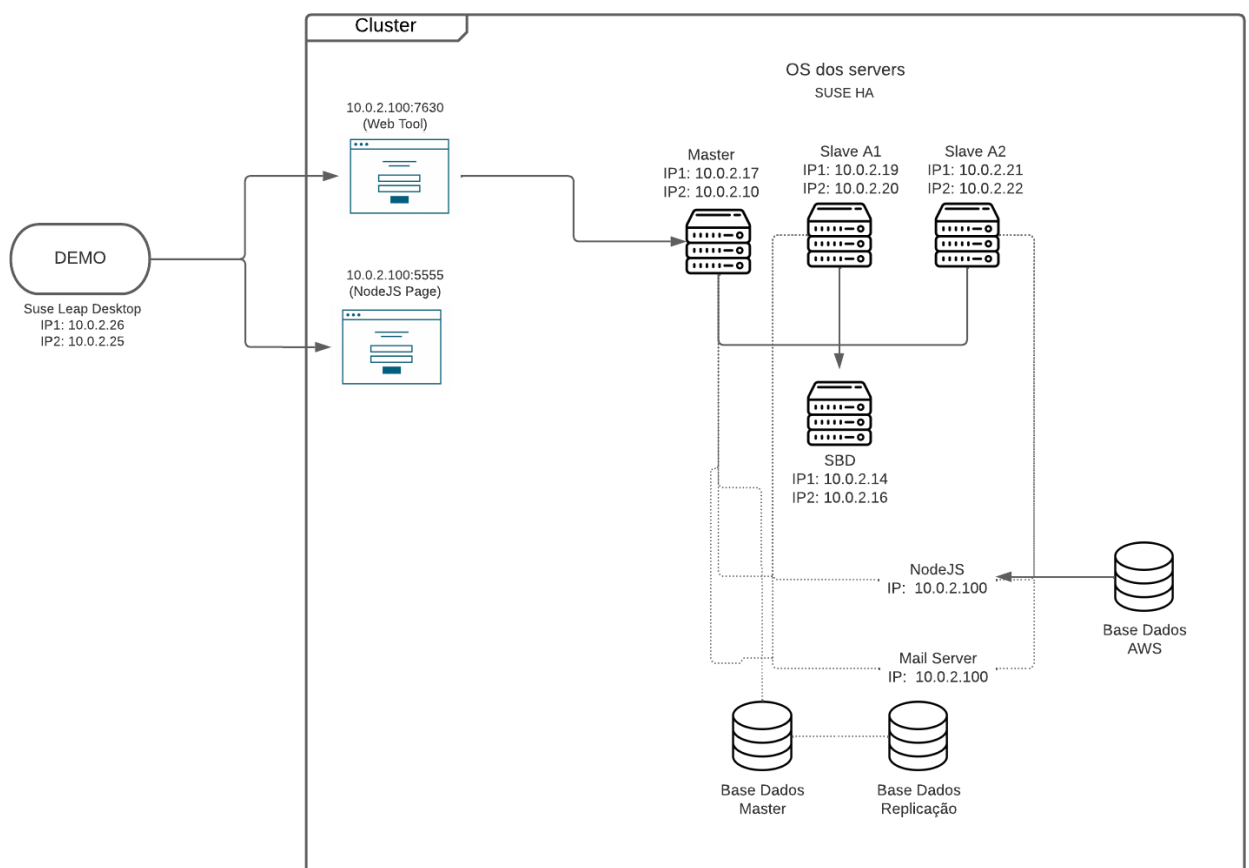 Cluster
OS dos servers
SUSE HA
10.0.2.100:7630
(Web Tool)
Master
IP1: 10.0.2.17
IP2: 10.0.2.10
Slave A1
IP1: 10.0.2.19
IP2: 10.0.2.20
Slave A2
IP1: 10.0.2.21
IP2: 10.0.2.22
DEMO
Suse Leap Desktop
IP1: 10.0.2.26
IP2: 10.0.2.25
10.0.2.100:5555
(NodeJS Page)
SBD
IP1: 10.0.2.14
IP2: 10.0.2.16
NodeJS
IP: 10.0.2.100
Base Dados
AWS
Mail Server
IP: 10.0.2.100
Base Dados
Master
Base Dados
Replicação